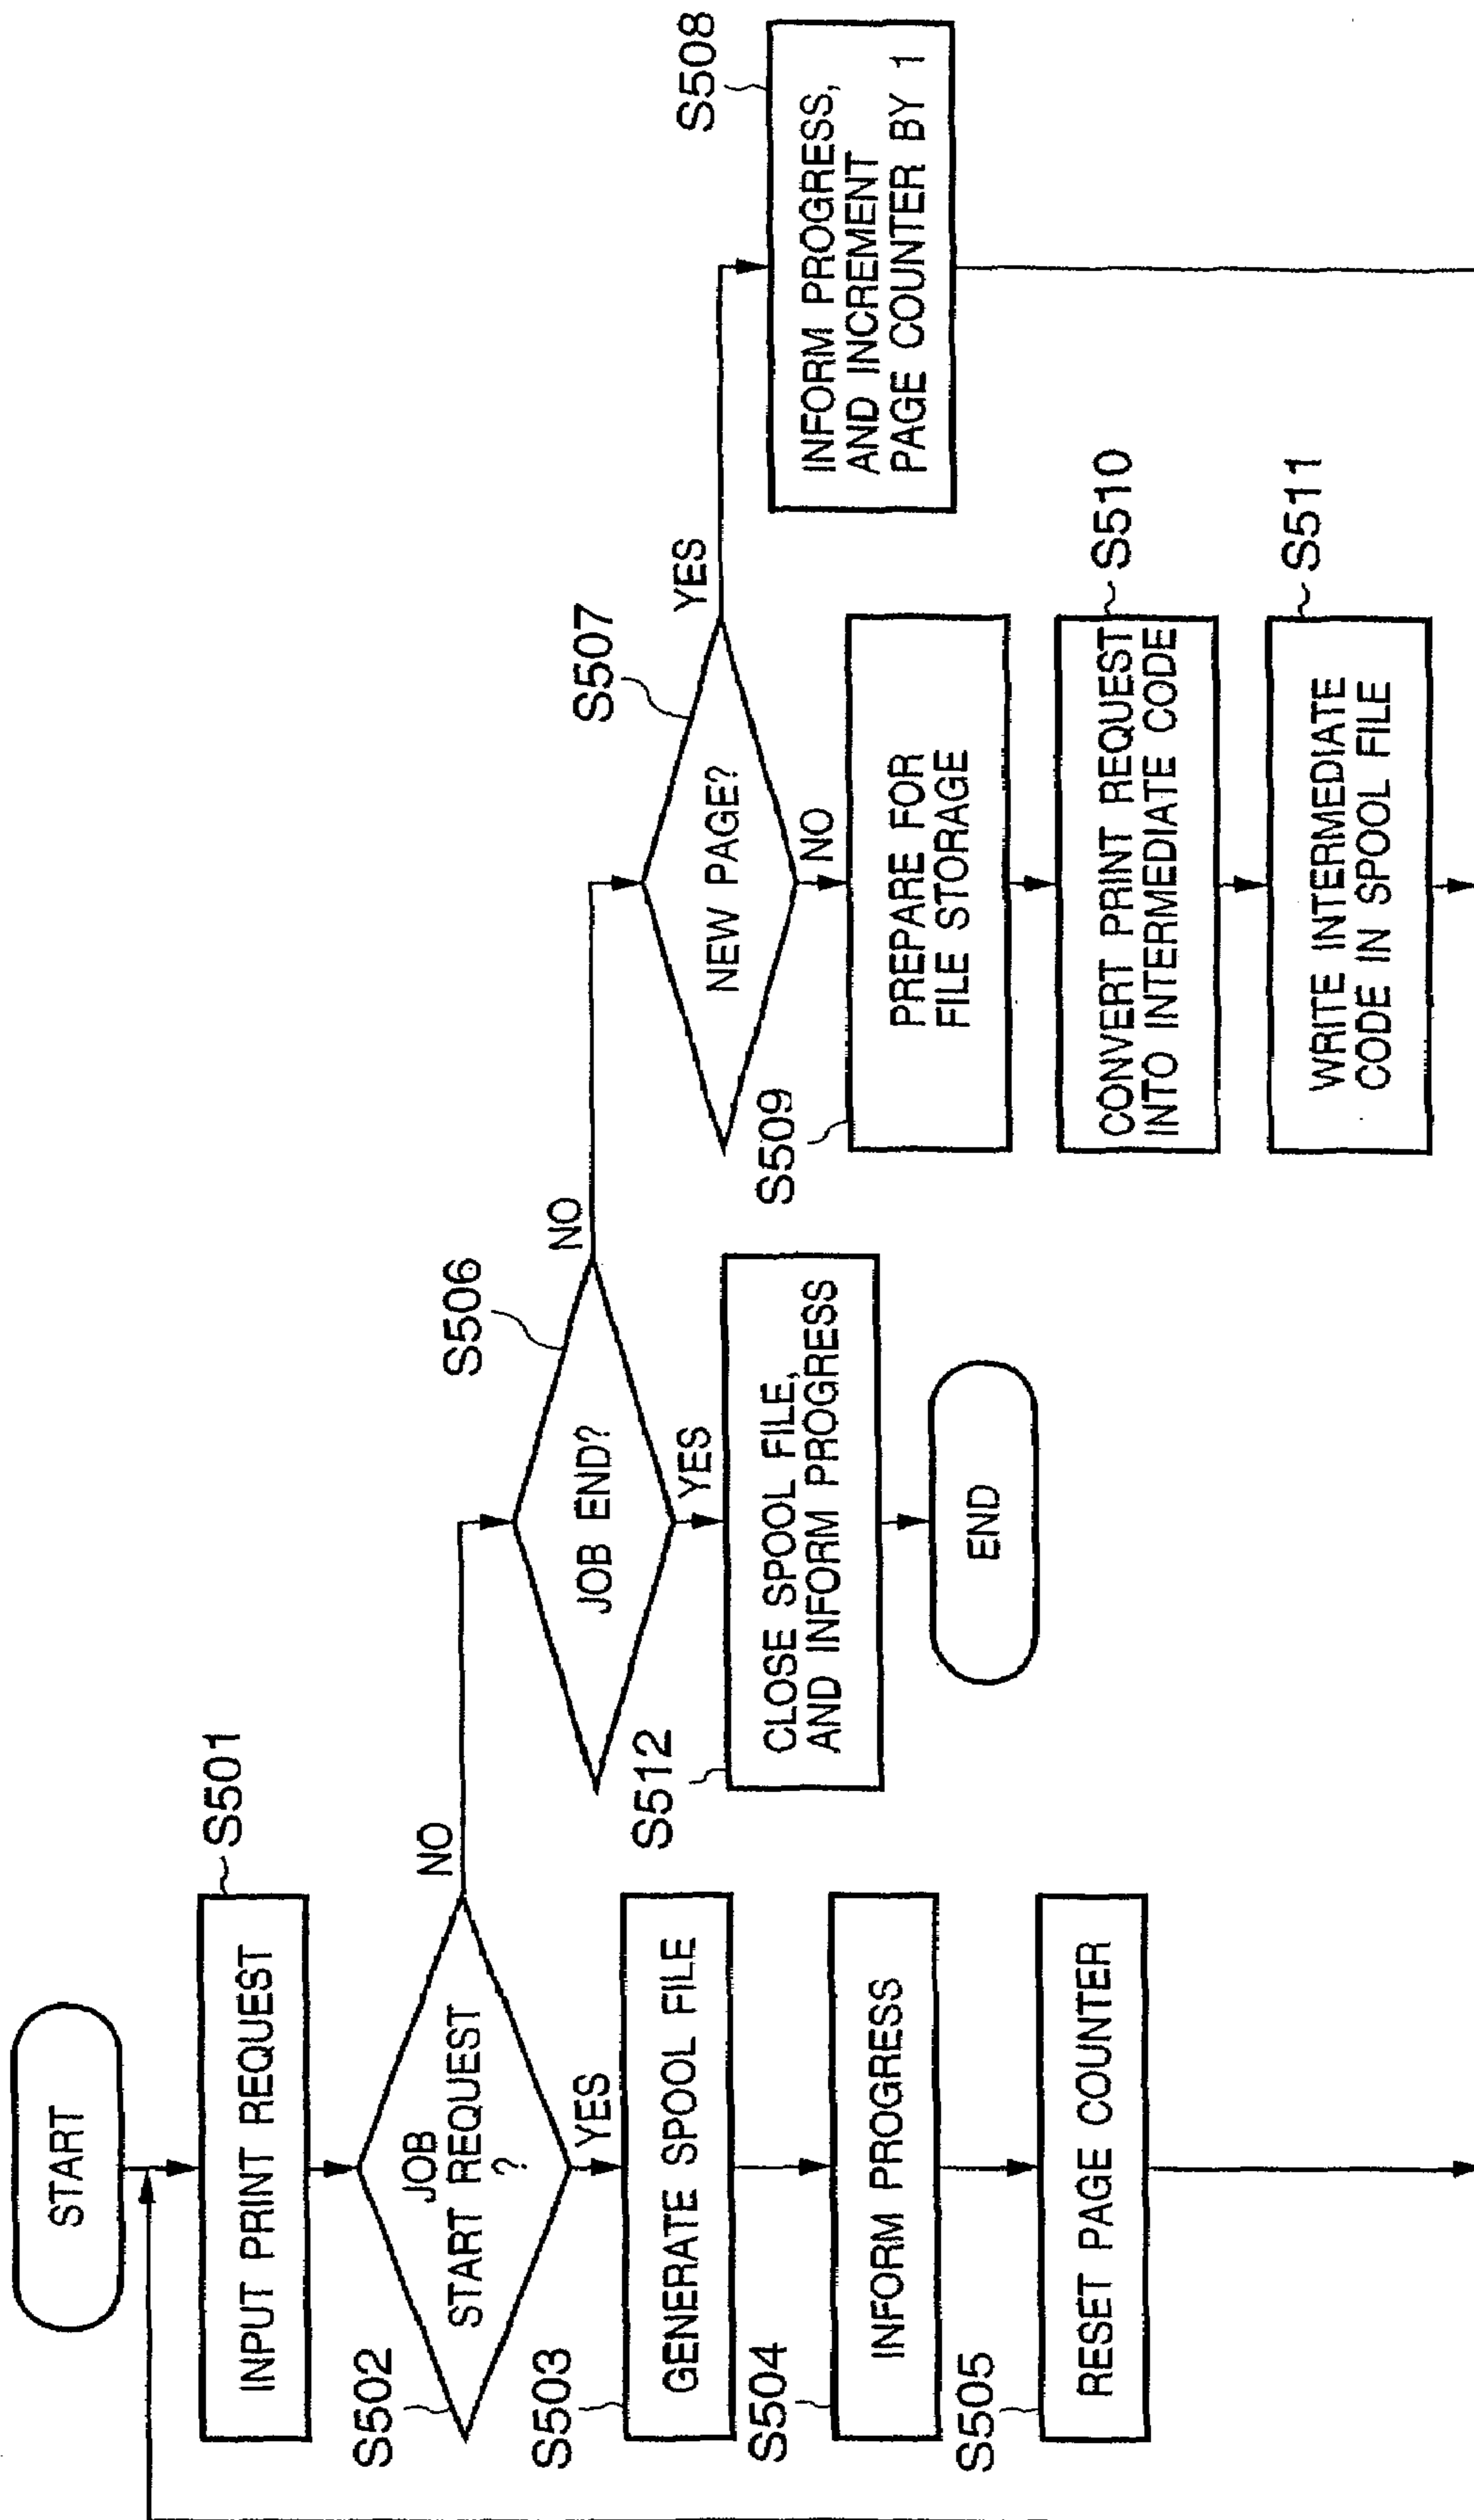 START
INPUT PRINT REQUEST
S501
JOB
START REQUEST
?
S502
NO
YES
S503
GENERATE SPOOL FILE
S504
INFORM PROGRESS
S505
RESET PAGE COUNTER
S506
JOB END?
NO
YES
S512
CLOSE SPOOL FILE,
AND INFORM PROGRESS
END
S507
NEW PAGE?
YES
NO
S508
INFORM PROGRESS,
AND INCREMENT
PAGE COUNTER BY 1
S509
PREPARE FOR
FILE STORAGE
S510
CONVERT PRINT REQUEST
INTO INTERMEDIATE CODE
S511
WRITE INTERMEDIATE
CODE IN SPOOL FILE